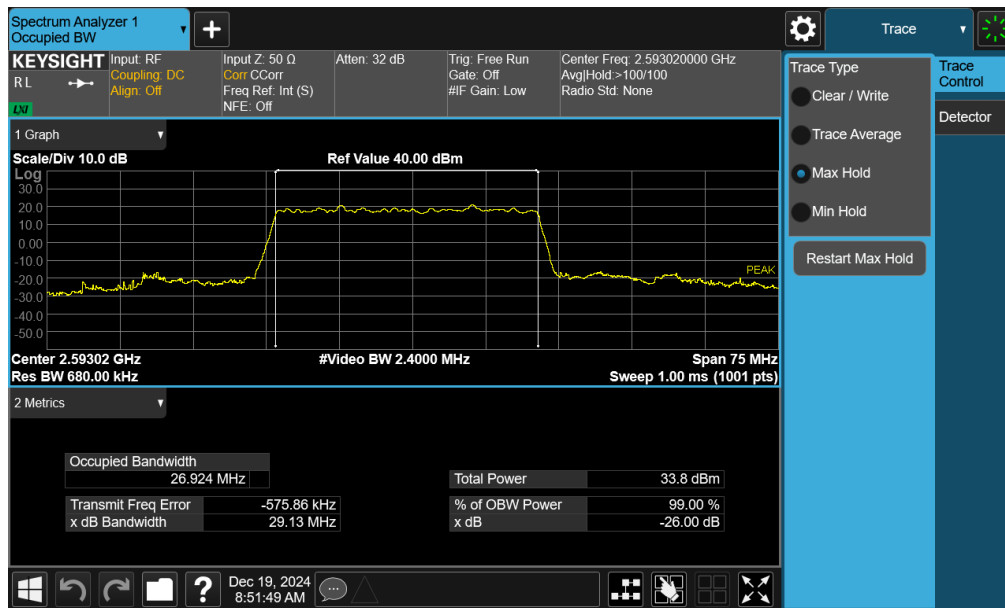 Spectrum Analyzer 1
Occupied BW
+
Trace
KEYSIGHT
R L
LXI
Input: RF
Coupling: DC
Align: Off
Input Z: 50 Ω
Corr CCorr
Freq Ref: Int (S)
NFE: Off
Atten: 32 dB
Trig: Free Run
Gate: Off
#IF Gain: Low
Center Freq: 2.593020000 GHz
Avg|Hold:>100/100
Radio Std: None
Trace Type
Clear / Write
Trace Average
Max Hold
Min Hold
Restart Max Hold
Trace
Control
Detector
1 Graph
Scale/Div 10.0 dB
Ref Value 40.00 dBm
Log
30.0
20.0
10.0
0.00
-10.0
-20.0
-30.0
-40.0
-50.0
PEAK
Center 2.59302 GHz
#Video BW 2.4000 MHz
Span 75 MHz
Res BW 680.00 kHz
Sweep 1.00 ms (1001 pts)
2 Metrics
Occupied Bandwidth
26.924 MHz
Total Power 33.8 dBm
Transmit Freq Error -575.86 kHz
% of OBW Power 99.00 %
x dB Bandwidth 29.13 MHz
x dB -26.00 dB
?
Dec 19, 2024
8:51:49 AM